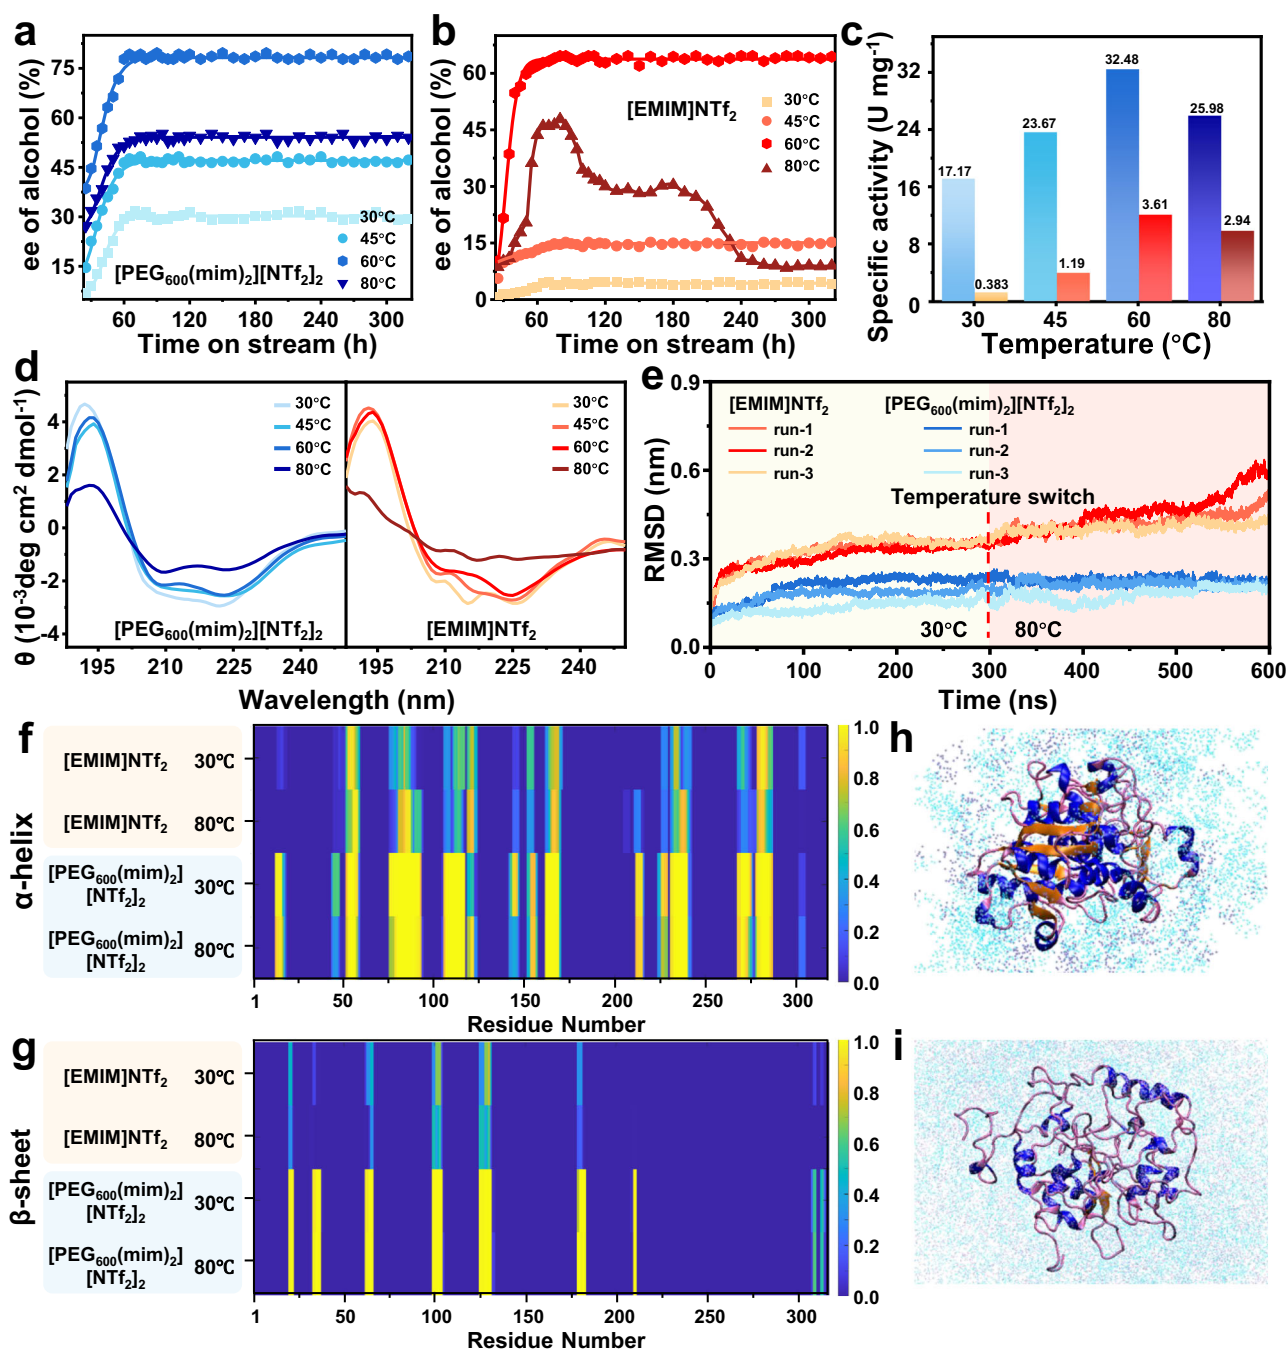 a
ee of alcohol (%)
75
60
45
30
15
30°C
45°C
60°C
80°C
[PEG600(mim)2][NTf2]2
60 120 180 240 300
Time on stream (h)
b
ee of alcohol (%)
60
45
30
15
0
[EMIM]NTf2
30°C
45°C
60°C
80°C
60 120 180 240 300
Time on stream (h)
c
Specific activity (U mg-1)
32
24
16
8
0
17.17
0.383
23.67
1.19
32.48
3.61
25.98
2.94
30 45 60 80
Temperature (°C)
d
θ (10-3deg cm2 dmol-1)
4
2
0
-2
-4
30°C
45°C
60°C
80°C
[PEG600(mim)2][NTf2]2
30°C
45°C
60°C
80°C
[EMIM]NTf2
195 210 225 240 195 210 225 240
Wavelength (nm)
e
RMSD (nm)
0.9
0.6
0.3
0.0
[EMIM]NTf2 [PEG600(mim)2][NTf2]2
run-1 run-1
run-2 run-2
run-3 run-3
Temperature switch
30°C 80°C
0 100 200 300 400 500 600
Time (ns)
f
α-helix
[EMIM]NTf2 30℃
[EMIM]NTf2 80℃
[PEG600(mim)2]
[NTf2]2 30℃
[PEG600(mim)2]
[NTf2]2 80℃
1 50 100 150 200 250 300
Residue Number
1.0
0.8
0.6
0.4
0.2
0.0
g
β-sheet
[EMIM]NTf2 30℃
[EMIM]NTf2 80℃
[PEG600(mim)2]
[NTf2]2 30℃
[PEG600(mim)2]
[NTf2]2 80℃
1 50 100 150 200 250 300
Residue Number
1.0
0.8
0.6
0.4
0.2
0.0
h
i